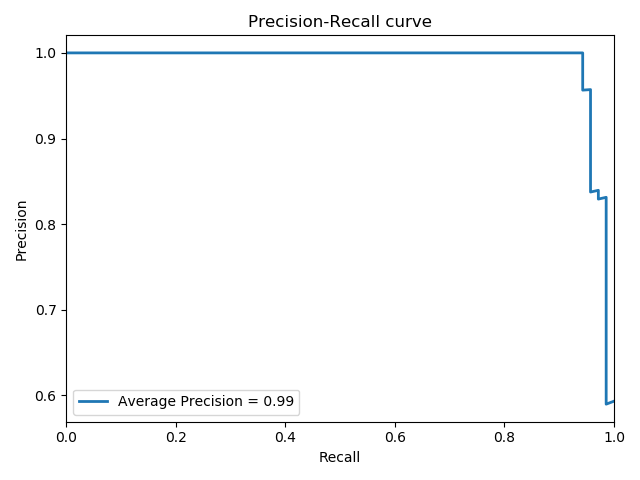 Precision-Recall curve
1.0
0.9
0.8
0.7
0.6
Precision
Average Precision = 0.99
0.0 0.2 0.4 0.6 0.8 1.0
Recall